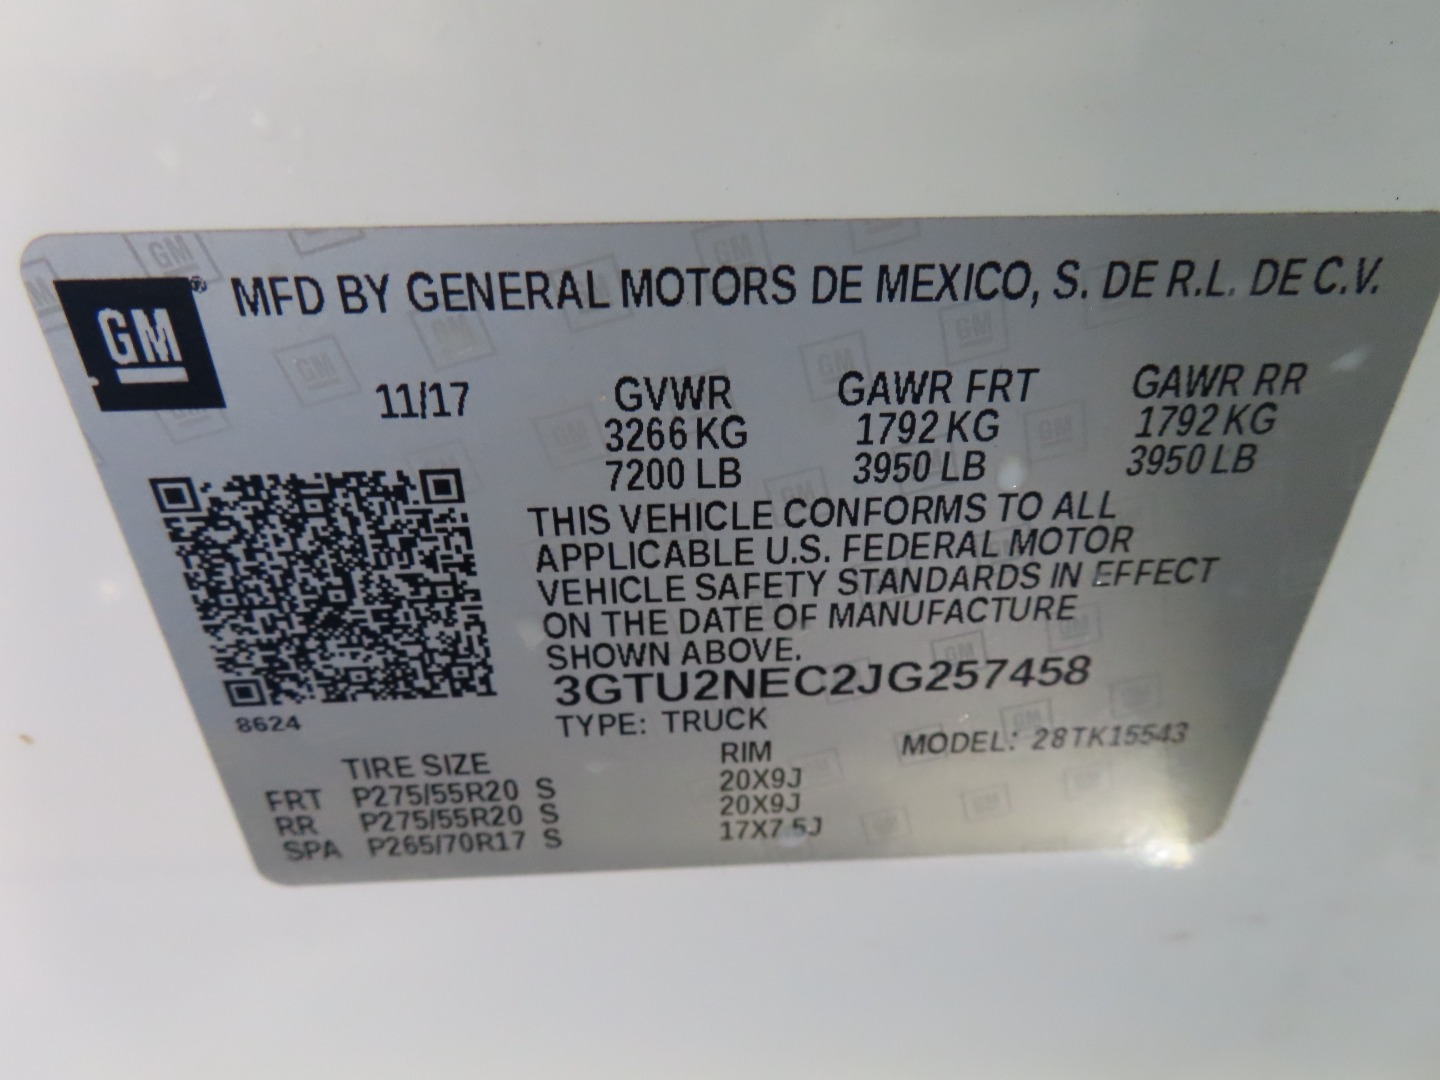 GM® MFD BY GENERAL MOTORS DE MEXICO, S. DE R.L. DE C.V.
11/17 GVWR GAWR FRT GAWR RR
3266 KG 1792 KG 1792 KG
7200 LB 3950 LB 3950 LB
THIS VEHICLE CONFORMS TO ALL
APPLICABLE U.S. FEDERAL MOTOR
VEHICLE SAFETY STANDARDS IN EFFECT
ON THE DATE OF MANUFACTURE
SHOWN ABOVE.
3GTU2NEC2JG257458
8624 TYPE: TRUCK
TIRE SIZE RIM MODEL: 28TK15543
FRT P275/55R20 S 20X9J
RR P275/55R20 S 20X9J
SPA P265/70R17 S 17X7.5J